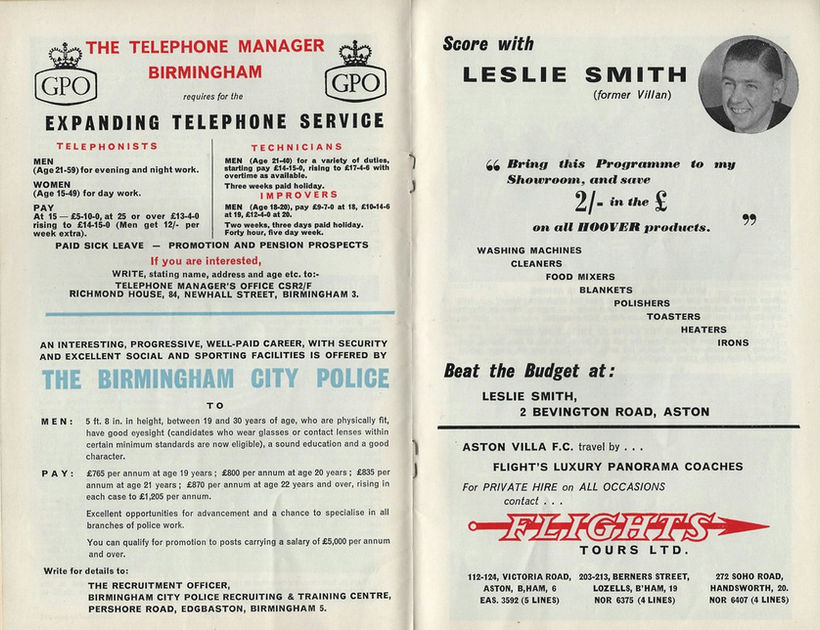 THE TELEPHONE MANAGER
BIRMINGHAM
GPO
GPO
requires for the
EXPANDING TELEPHONE SERVICE
TELEPHONISTS
MEN
(Age 21-59) for evening and night work.
WOMEN
(Age 15-49) for day work.
PAY
At 15 — £5-10-0, at 25 or over £13-4-0
rising to £14-15-0 (Men get 12/- per
week extra).
TECHNICIANS
MEN (Age 21-40) for a variety of duties,
starting pay £14-15-0, rising to £17-4-6 with
overtime as available.
Three weeks paid holiday.
IMPROVERS
MEN (Age 18-20), pay £9-7-0 at 18, £10-14-6
at 19, £12-4-0 at 20.
Two weeks, three days paid holiday.
Forty hour, five day week.
PAID SICK LEAVE — PROMOTION AND PENSION PROSPECTS
If you are interested,
WRITE, stating name, address and age etc. to:-
TELEPHONE MANAGER'S OFFICE CSR2/F
RICHMOND HOUSE, 84, NEWHALL STREET, BIRMINGHAM 3.
AN INTERESTING, PROGRESSIVE, WELL-PAID CAREER, WITH SECURITY
AND EXCELLENT SOCIAL AND SPORTING FACILITIES IS OFFERED BY
THE BIRMINGHAM CITY POLICE
TO
MEN: 5 ft. 8 in. in height, between 19 and 30 years of age, who are physically fit,
have good eyesight (candidates who wear glasses or contact lenses within
certain minimum standards are now eligible), a sound education and a good
character.
PAY: £765 per annum at age 19 years; £800 per annum at age 20 years; £835 per
annum at age 21 years; £870 per annum at age 22 years and over, rising in
each case to £1,205 per annum.
Excellent opportunities for advancement and a chance to specialise in all
branches of police work.
You can qualify for promotion to posts carrying a salary of £5,000 per annum
and over.
Write for details to:
THE RECRUITMENT OFFICER,
BIRMINGHAM CITY POLICE RECRUITING & TRAINING CENTRE,
PERSHORE ROAD, EDGBASTON, BIRMINGHAM 5.
Score with
LESLIE SMITH
(former Villan)
“ Bring this Programme to my
Showroom, and save
2/- in the £
on all HOOVER products. ”
WASHING MACHINES
CLEANERS
FOOD MIXERS
BLANKETS
POLISHERS
TOASTERS
HEATERS
IRONS
Beat the Budget at:
LESLIE SMITH,
2 BEVINGTON ROAD, ASTON
ASTON VILLA F.C. travel by . . .
FLIGHT'S LUXURY PANORAMA COACHES
For PRIVATE HIRE on ALL OCCASIONS
contact . . .
FLIGHTS
TOURS LTD.
112-124, VICTORIA ROAD,
ASTON, B,HAM, 6
EAS. 3592 (5 LINES)
203-213, BERNERS STREET,
LOZELLS, B'HAM, 19
NOR 6375 (4 LINES)
272 SOHO ROAD,
HANDSWORTH, 20.
NOR 6407 (4 LINES)